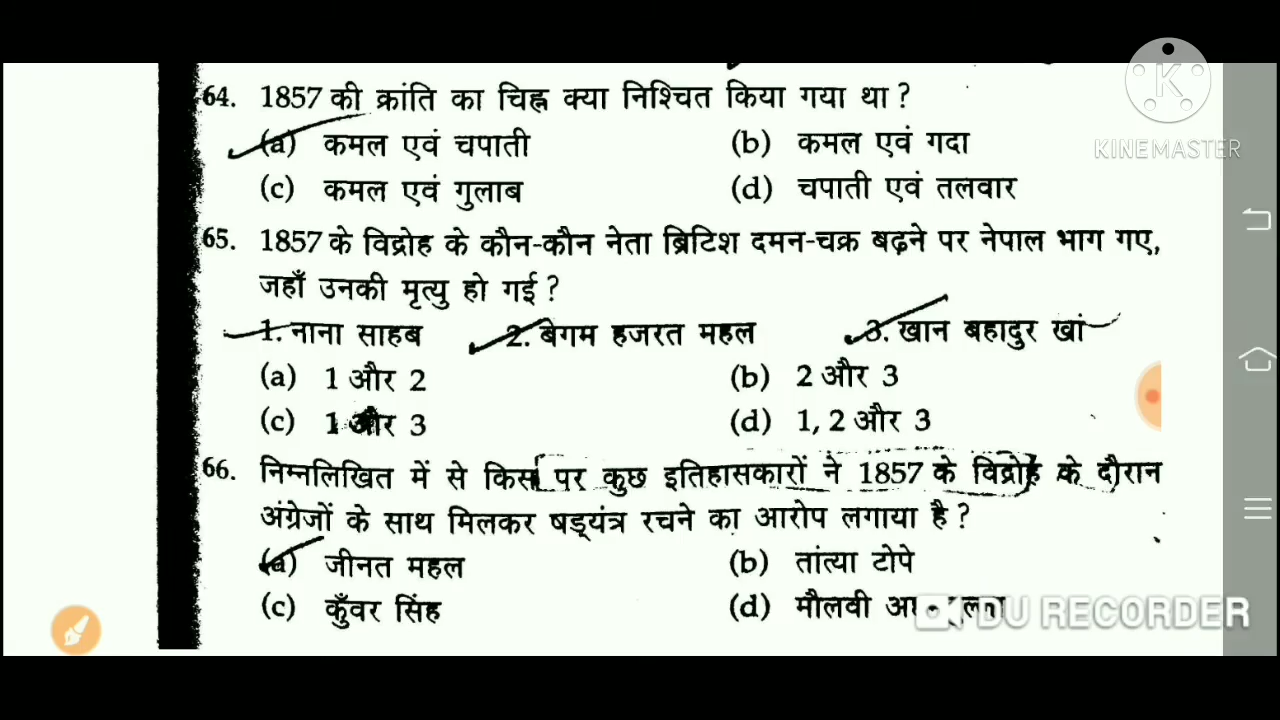 KINEMASTER
64. 1857 की क्रांति का चिह्न क्या निश्चित किया गया था ?
(a) कमल एवं चपाती (b) कमल एवं गदा
(c) कमल एवं गुलाब (d) चपाती एवं तलवार
65. 1857 के विद्रोह के कौन-कौन नेता ब्रिटिश दमन-चक्र बढ़ने पर नेपाल भाग गए,
जहाँ उनकी मृत्यु हो गई ?
1. नाना साहब 2. बेगम हजरत महल 3. खान बहादुर खां
(a) 1 और 2 (b) 2 और 3
(c) 1 और 3 (d) 1, 2 और 3
66. निम्नलिखित में से किस पर कुछ इतिहासकारों ने 1857 के विद्रोह के दौरान
अंग्रेजों के साथ मिलकर षड्यंत्र रचने का आरोप लगाया है ?
(a) जीनत महल (b) तांत्या टोपे
(c) कुँवर सिंह (d) मौलवी
DU RECORDER